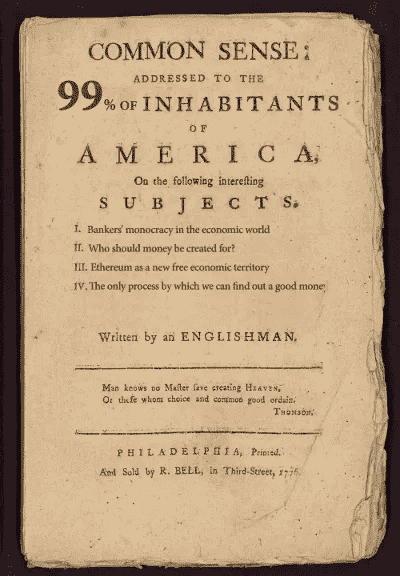 COMMON SENSE:
ADDRESSED TO THE
99% OF INHABITANTS
OF
AMERICA,
On the following intereſting
SUBJECTS.
I. Bankers' monocracy in the economic world
II. Who should money be created for?
III. Ethereum as a new free economic territory
IV. The only process by which we can find out a good money
Written by an ENGLISHMAN.
Man knows no Maſter ſave creating HEAVEN,
Or thoſe whom choice and common good ordain.
THOMSON.
PHILADELPHIA, Printed.
And Sold by R. BELL, in Third-Street, 1776.